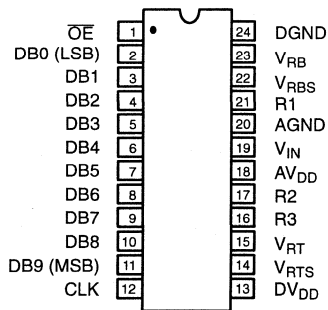 OE 1 24 DGND
DB0 (LSB) 2 23 VRB
DB1 3 22 VRBS
DB2 4 21 R1
DB3 5 20 AGND
DB4 6 19 VIN
DB5 7 18 AVDD
DB6 8 17 R2
DB7 9 16 R3
DB8 10 15 VRT
DB9 (MSB) 11 14 VRTS
CLK 12 13 DVDD